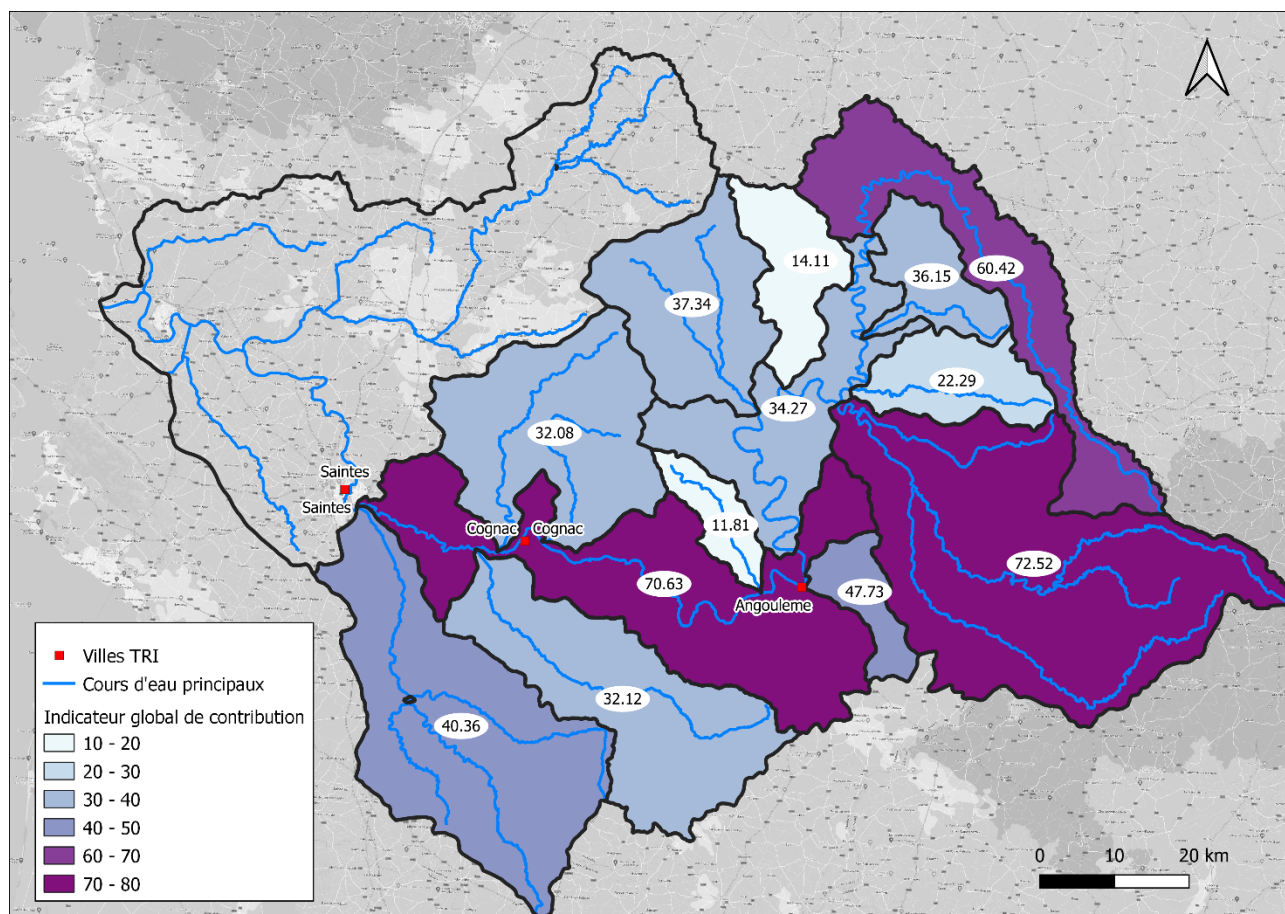 14.11
36.15
60.42
37.34
22.29
34.27
32.08
Saintes
Saintes
11.81
Cognac
Cognac
72.52
70.63
47.73
Angouleme
32.12
40.36
Villes TRI
Cours d'eau principaux
Indicateur global de contribution
10 - 20
20 - 30
30 - 40
40 - 50
60 - 70
70 - 80
0 10 20 km